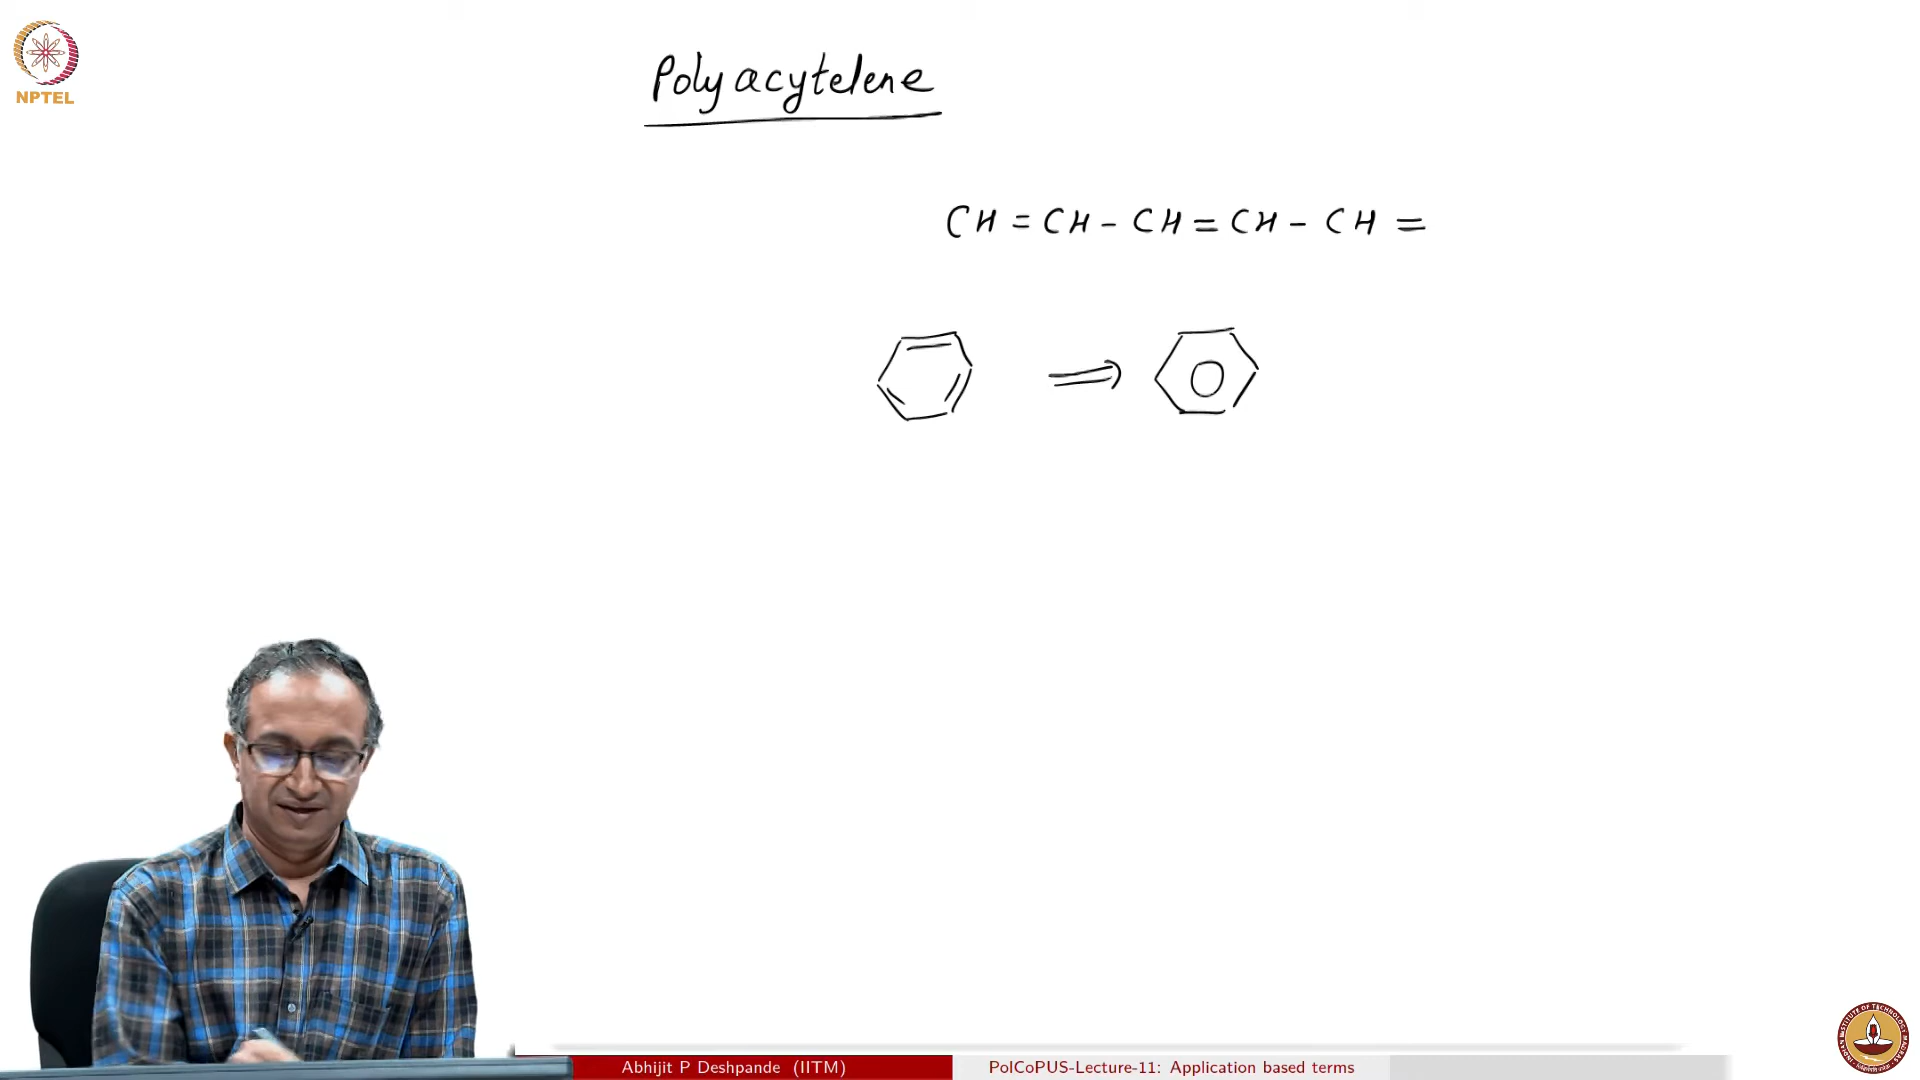 NPTEL
Polyacytelene
CH = CH - CH = CH - CH =
Abhijit P Deshpande (IITM)
PolCoPUS-Lecture-11: Application based terms